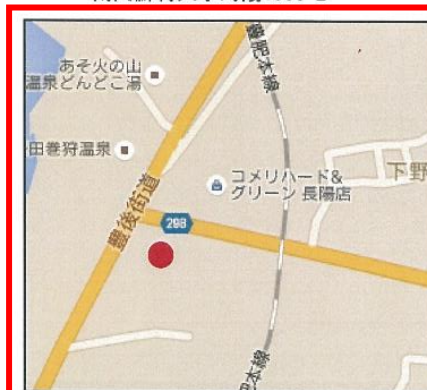 あそ火の山
温泉どんどこ湯
豊肥本線
田巻狩温泉
コメリハード&
グリーン 長陽店
下野
豊後街道
298
肥本線